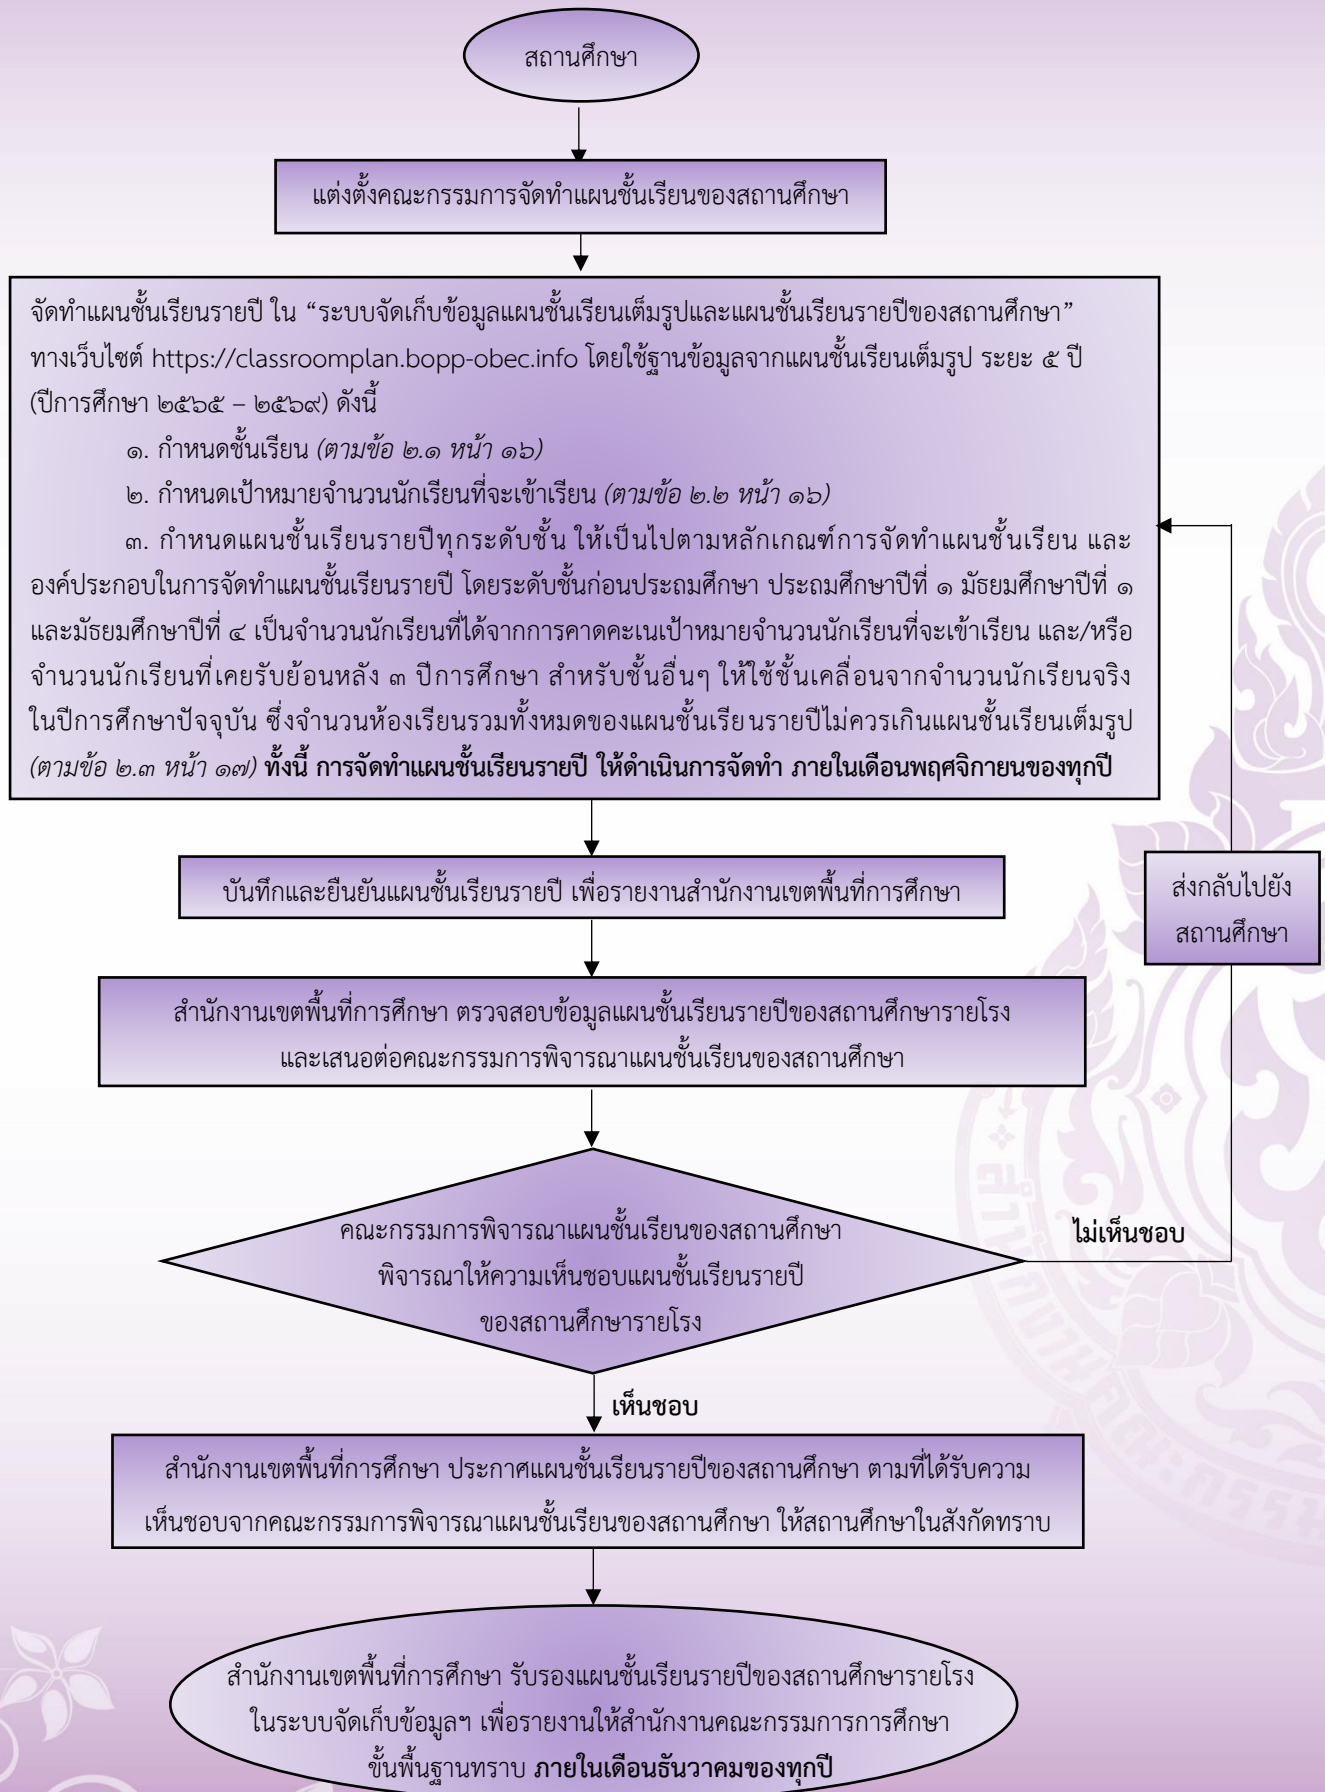 สถานศึกษา
แต่งตั้งคณะกรรมการจัดทำแผนชั้นเรียนของสถานศึกษา
จัดทำแผนชั้นเรียนรายปี ใน “ระบบจัดเก็บข้อมูลแผนชั้นเรียนเต็มรูปและแผนชั้นเรียนรายปีของสถานศึกษา”
ทางเว็บไซต์ https://classroomplan.bopp-obec.info โดยใช้ฐานข้อมูลจากแผนชั้นเรียนเต็มรูป ระยะ ๕ ปี
(ปีการศึกษา ๒๕๖๕ – ๒๕๖๙) ดังนี้
๑. กำหนดชั้นเรียน (ตามข้อ ๒.๑ หน้า ๑๖)
๒. กำหนดเป้าหมายจำนวนนักเรียนที่จะเข้าเรียน (ตามข้อ ๒.๒ หน้า ๑๖)
๓. กำหนดแผนชั้นเรียนรายปีทุกระดับชั้น ให้เป็นไปตามหลักเกณฑ์การจัดทำแผนชั้นเรียน และ
องค์ประกอบในการจัดทำแผนชั้นเรียนรายปี โดยระดับชั้นก่อนประถมศึกษา ประถมศึกษาปีที่ ๑ มัธยมศึกษาปีที่ ๑
และมัธยมศึกษาปีที่ ๔ เป็นจำนวนนักเรียนที่ได้จากการคาดคะเนเป้าหมายจำนวนนักเรียนที่จะเข้าเรียน และ/หรือ
จำนวนนักเรียนที่เคยรับย้อนหลัง ๓ ปีการศึกษา สำหรับชั้นอื่นๆ ให้ใช้ชั้นเคลื่อนจากจำนวนนักเรียนจริง
ในปีการศึกษาปัจจุบัน ซึ่งจำนวนห้องเรียนรวมทั้งหมดของแผนชั้นเรียนรายปีไม่ควรเกินแผนชั้นเรียนเต็มรูป
(ตามข้อ ๒.๓ หน้า ๑๗) ทั้งนี้ การจัดทำแผนชั้นเรียนรายปี ให้ดำเนินการจัดทำ ภายในเดือนพฤศจิกายนของทุกปี
บันทึกและยืนยันแผนชั้นเรียนรายปี เพื่อรายงานสำนักงานเขตพื้นที่การศึกษา
ส่งกลับไปยัง
สถานศึกษา
สำนักงานเขตพื้นที่การศึกษา ตรวจสอบข้อมูลแผนชั้นเรียนรายปีของสถานศึกษารายโรง
และเสนอต่อคณะกรรมการพิจารณาแผนชั้นเรียนของสถานศึกษา
คณะกรรมการพิจารณาแผนชั้นเรียนของสถานศึกษา
พิจารณาให้ความเห็นชอบแผนชั้นเรียนรายปี
ของสถานศึกษารายโรง
ไม่เห็นชอบ
เห็นชอบ
สำนักงานเขตพื้นที่การศึกษา ประกาศแผนชั้นเรียนรายปีของสถานศึกษา ตามที่ได้รับความ
เห็นชอบจากคณะกรรมการพิจารณาแผนชั้นเรียนของสถานศึกษา ให้สถานศึกษาในสังกัดทราบ
สำนักงานเขตพื้นที่การศึกษา รับรองแผนชั้นเรียนรายปีของสถานศึกษารายโรง
ในระบบจัดเก็บข้อมูลฯ เพื่อรายงานให้สำนักงานคณะกรรมการการศึกษา
ขั้นพื้นฐานทราบ ภายในเดือนธันวาคมของทุกปี